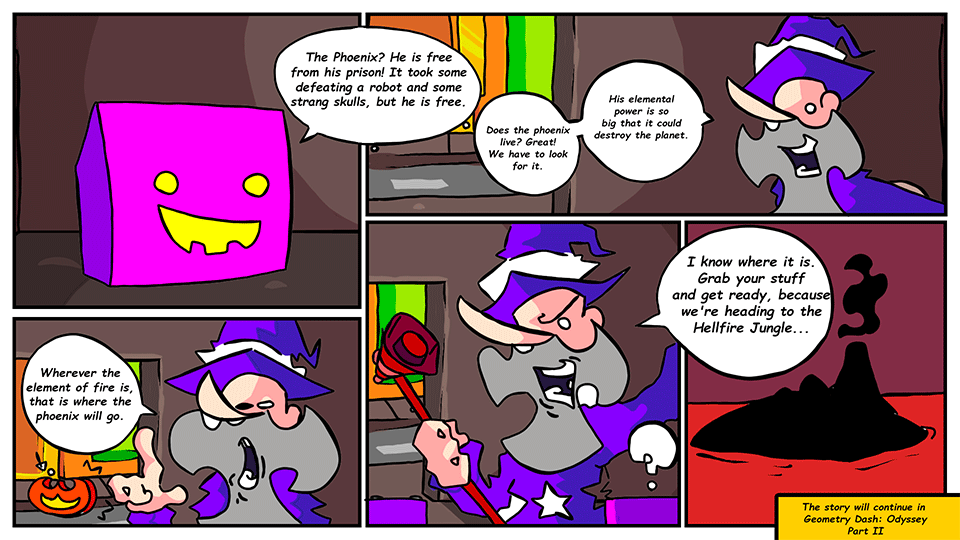 The Phoenix? He is free
from his prison! It took some
defeating a robot and some
strang skulls, but he is free.
Does the phoenix
live? Great!
We have to look
for it.
His elemental
power is so
big that it could
destroy the planet.
Wherever the
element of fire is,
that is where the
phoenix will go.
I know where it is.
Grab your stuff
and get ready, because
we're heading to the
Hellfire Jungle...
The story will continue in
Geometry Dash: Odyssey
Part II